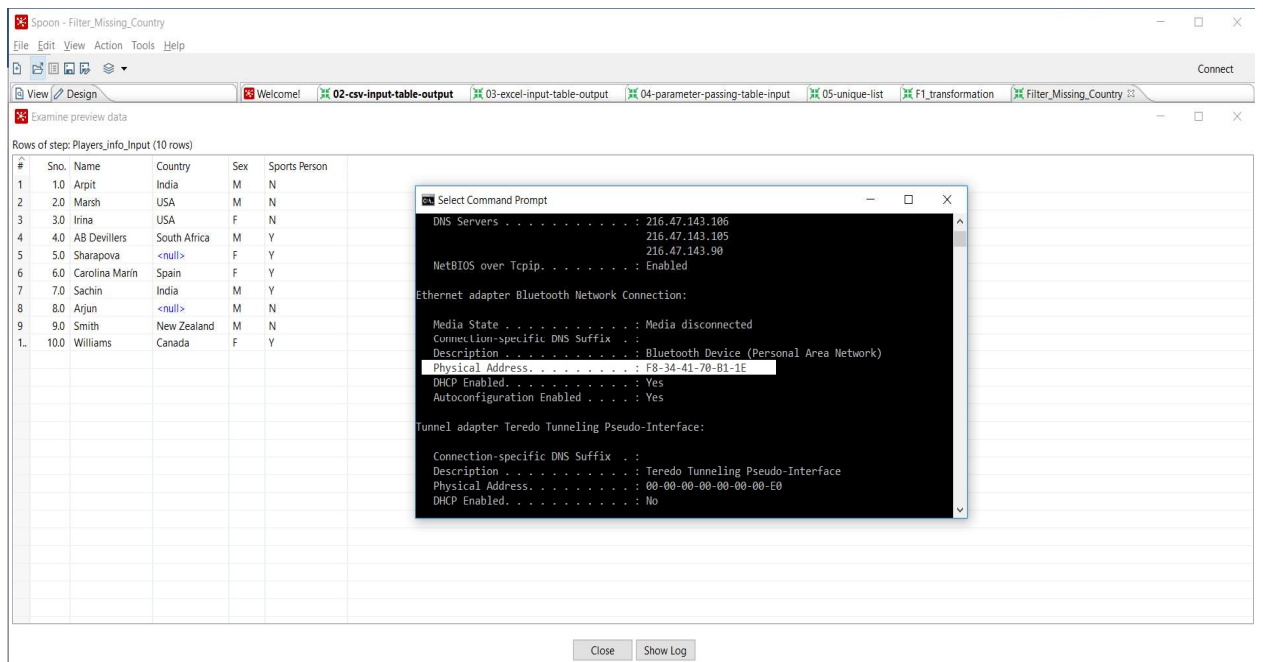 Spoon - Filter_Missing_Country
File Edit View Action Tools Help
Connect
View Design Welcome! 02-csv-input-table-output 03-excel-input-table-output 04-parameter-passing-table-input 05-unique-list F1_transformation Filter_Missing_Country
Examine preview data
Rows of step: Players_info_Input (10 rows)
# Sno. Name Country Sex Sports Person
1 1.0 Arpit India M N
2 2.0 Marsh USA M N
3 3.0 Irina USA F N
4 4.0 AB Devillers South Africa M Y
5 5.0 Sharapova <null> F Y
6 6.0 Carolina Marín Spain F Y
7 7.0 Sachin India M Y
8 8.0 Arjun <null> M N
9 9.0 Smith New Zealand M N
1.. 10.0 Williams Canada F Y
Select Command Prompt
DNS Servers . . . . . . . . . . . : 216.47.143.106
216.47.143.105
216.47.143.90
NetBIOS over Tcpip. . . . . . . . : Enabled
Ethernet adapter Bluetooth Network Connection:
Media State . . . . . . . . . . . : Media disconnected
Connection-specific DNS Suffix . :
Description . . . . . . . . . . . : Bluetooth Device (Personal Area Network)
Physical Address. . . . . . . . . : F8-34-41-70-B1-1E
DHCP Enabled. . . . . . . . . . . : Yes
Autoconfiguration Enabled . . . . : Yes
Tunnel adapter Teredo Tunneling Pseudo-Interface:
Connection-specific DNS Suffix . :
Description . . . . . . . . . . . : Teredo Tunneling Pseudo-Interface
Physical Address. . . . . . . . . : 00-00-00-00-00-00-00-E0
DHCP Enabled. . . . . . . . . . . : No
Close Show Log